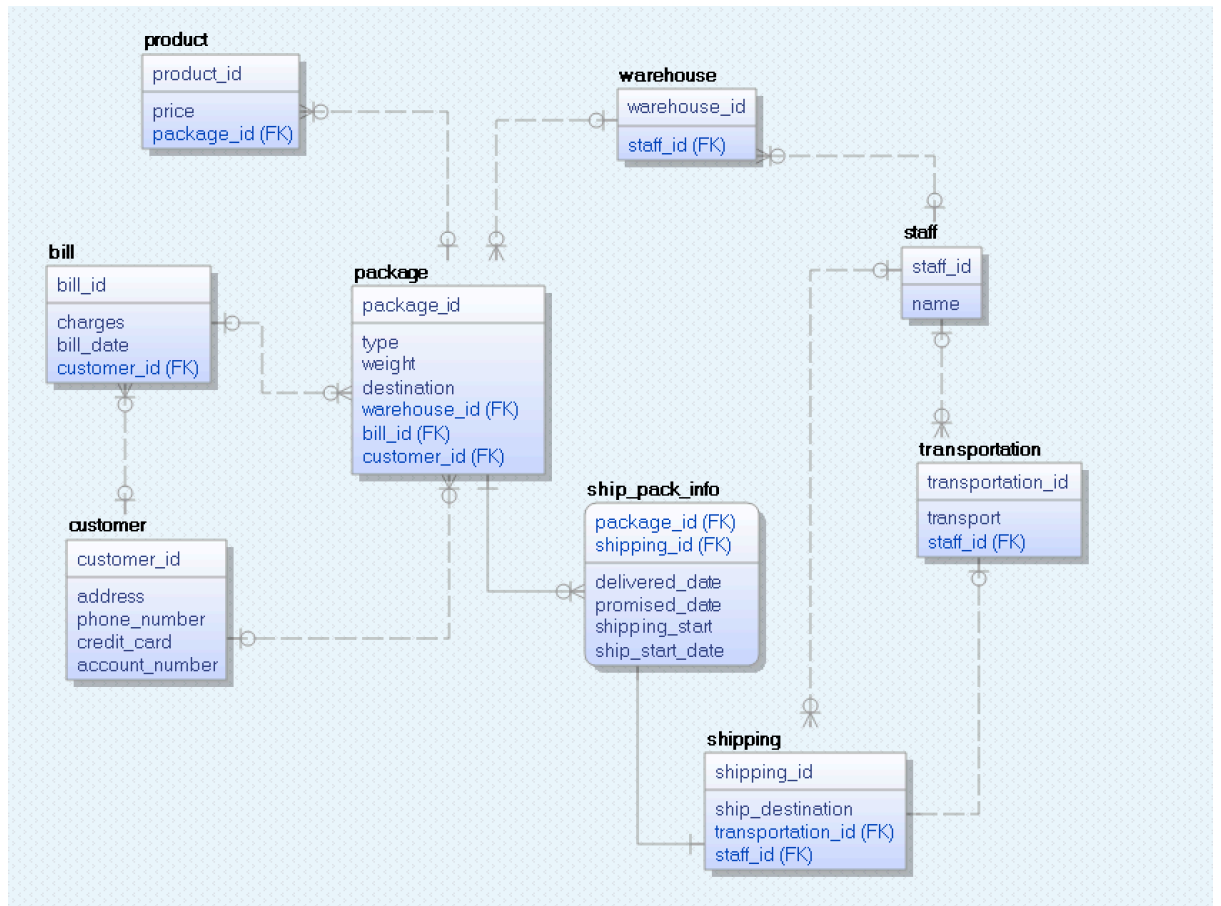 product
product_id
price
package_id (FK)
warehouse
warehouse_id
staff_id (FK)
staff
staff_id
name
bill
bill_id
charges
bill_date
customer_id (FK)
package
package_id
type
weight
destination
warehouse_id (FK)
bill_id (FK)
customer_id (FK)
transportation
transportation_id
transport
staff_id (FK)
ship_pack_info
package_id (FK)
shipping_id (FK)
delivered_date
promised_date
shipping_start
ship_start_date
customer
customer_id
address
phone_number
credit_card
account_number
shipping
shipping_id
ship_destination
transportation_id (FK)
staff_id (FK)